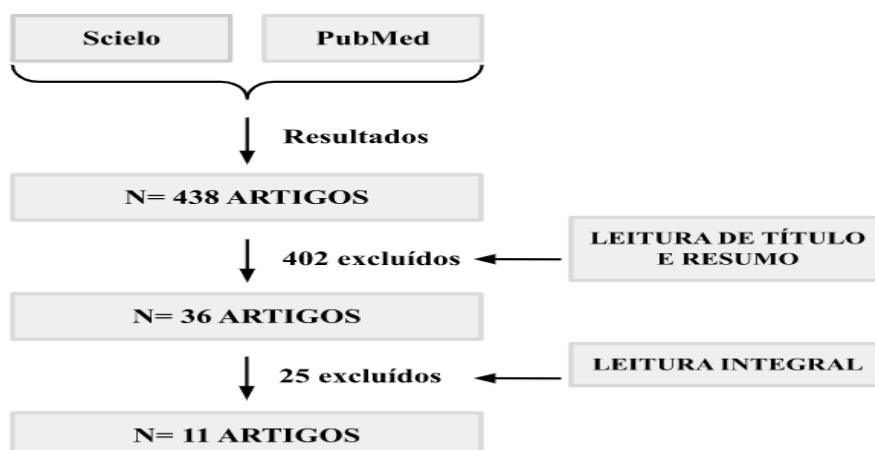 Scielo
PubMed
Resultados
N= 438 ARTIGOS
402 excluídos
LEITURA DE TÍTULO
E RESUMO
N= 36 ARTIGOS
25 excluídos
LEITURA INTEGRAL
N= 11 ARTIGOS